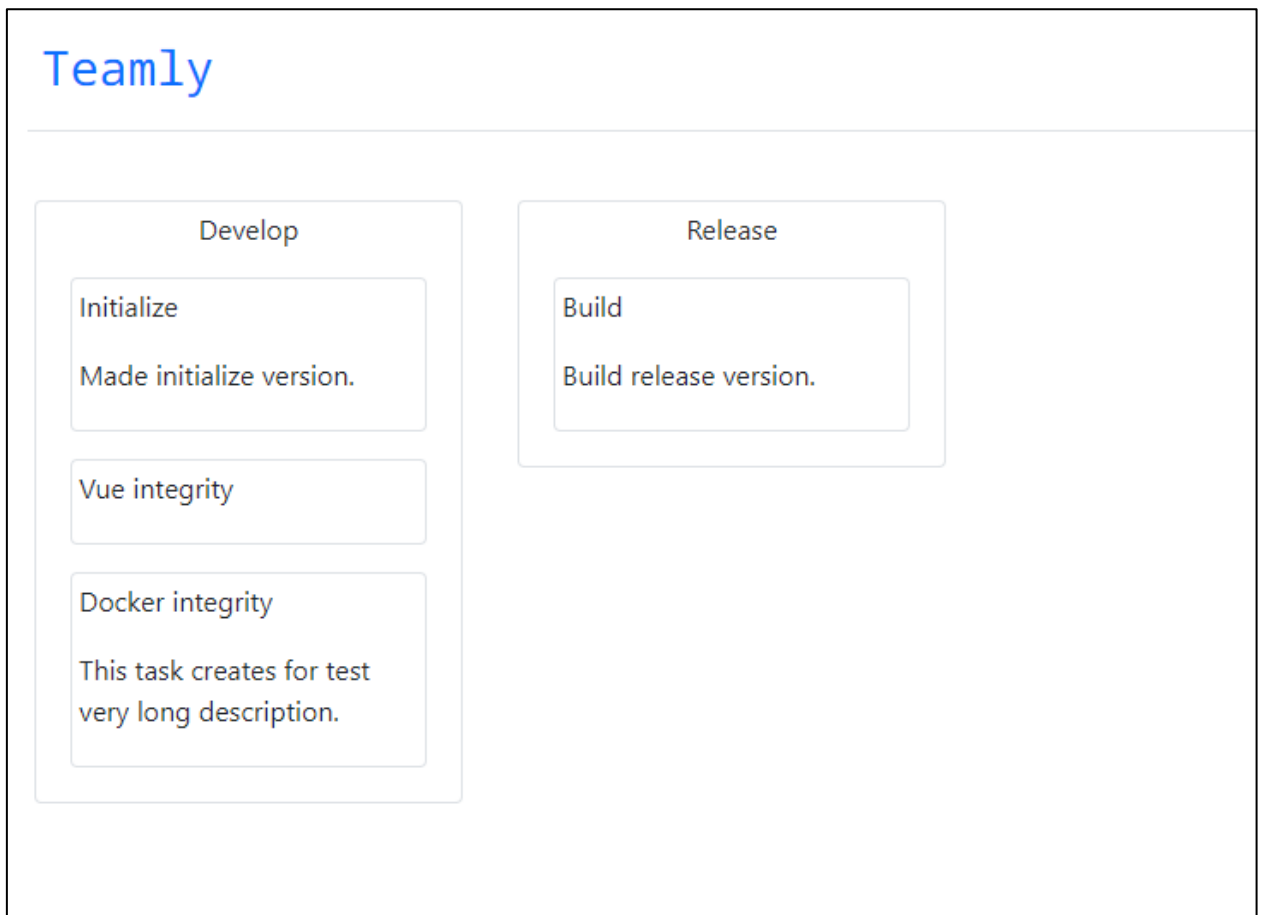 Teamly
Develop
Initialize
Made initialize version.
Vue integrity
Docker integrity
This task creates for test
very long description.
Release
Build
Build release version.